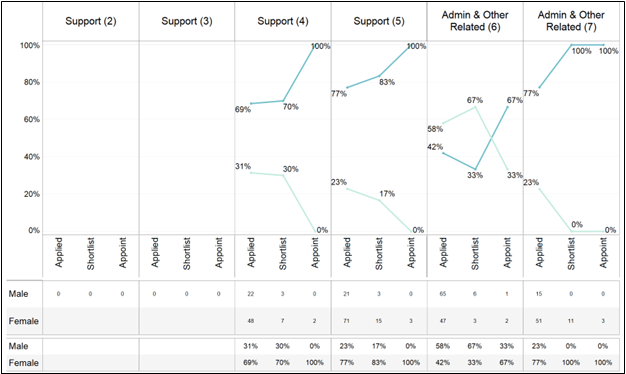 Support (2) Support (3) Support (4) Support (5) Admin & Other Related (6) Admin & Other Related (7)
100% 100% 100% 100% 100%
80% 77% 83% 77%
69% 70% 67% 67%
60% 58%
40% 42%
31% 30% 33% 33%
20% 23% 17% 23%
0% 0% 0% 0% 0%
Applied Shortlist Appoint Applied Shortlist Appoint Applied Shortlist Appoint Applied Shortlist Appoint Applied Shortlist Appoint Applied Shortlist Appoint
Male 0 0 0 0 0 0 22 3 0 21 3 0 65 6 1 15 0 0
Female 48 7 2 71 15 3 47 3 2 51 11 3
Male 31% 30% 0% 23% 17% 0% 58% 67% 33% 23% 0% 0%
Female 69% 70% 100% 77% 83% 100% 42% 33% 67% 77% 100% 100%